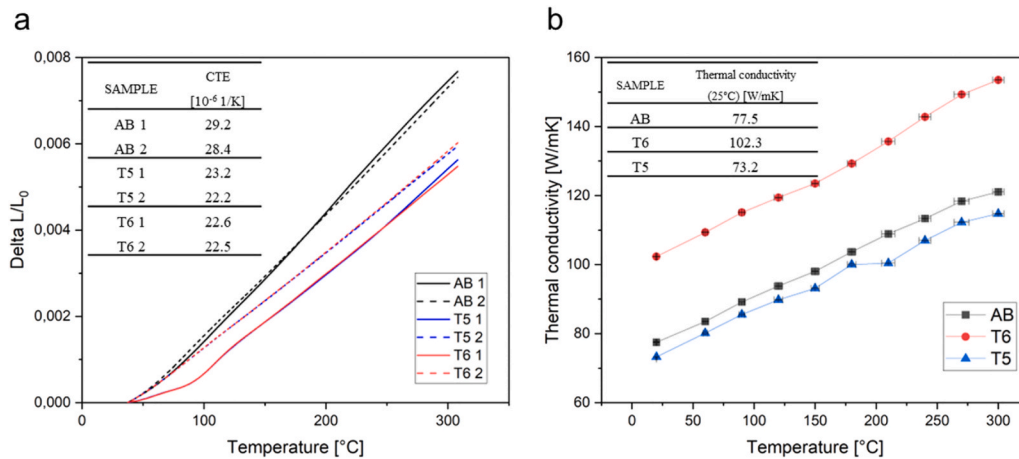 a
0,008
0,006
0,004
0,002
0,000
Delta L/L0
0 100 200 300
Temperature [°C]
SAMPLE CTE
[10-6 1/K]
AB 1 29.2
AB 2 28.4
T5 1 23.2
T5 2 22.2
T6 1 22.6
T6 2 22.5
AB 1
AB 2
T5 1
T5 2
T6 1
T6 2
b
160
140
120
100
80
60
Thermal conductivity [W/mK]
0 50 100 150 200 250 300
Temperature [°C]
SAMPLE Thermal conductivity
(25°C) [W/mK]
AB 77.5
T6 102.3
T5 73.2
AB
T6
T5